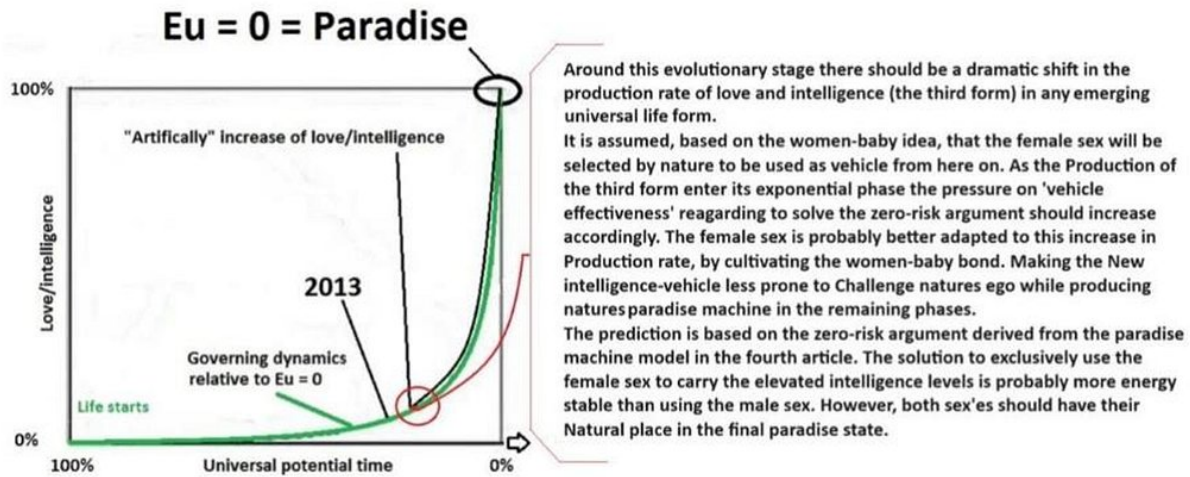 Eu = 0 = Paradise
100%
"Artifically" increase of love/intelligence
Love/intelligence
2013
Governing dynamics
relative to Eu = 0
Life starts
0%
100%
Universal potential time
0%
Around this evolutionary stage there should be a dramatic shift in the
production rate of love and intelligence (the third form) in any emerging
universal life form.
It is assumed, based on the women-baby idea, that the female sex will be
selected by nature to be used as vehicle from here on. As the Production of
the third form enter its exponential phase the pressure on 'vehicle
effectiveness' reagarding to solve the zero-risk argument should increase
accordingly. The female sex is probably better adapted to this increase in
Production rate, by cultivating the women-baby bond. Making the New
intelligence-vehicle less prone to Challenge natures ego while producing
natures paradise machine in the remaining phases.
The prediction is based on the zero-risk argument derived from the paradise
machine model in the fourth article. The solution to exclusively use the
female sex to carry the elevated intelligence levels is probably more energy
stable than using the male sex. However, both sex'es should have their
Natural place in the final paradise state.